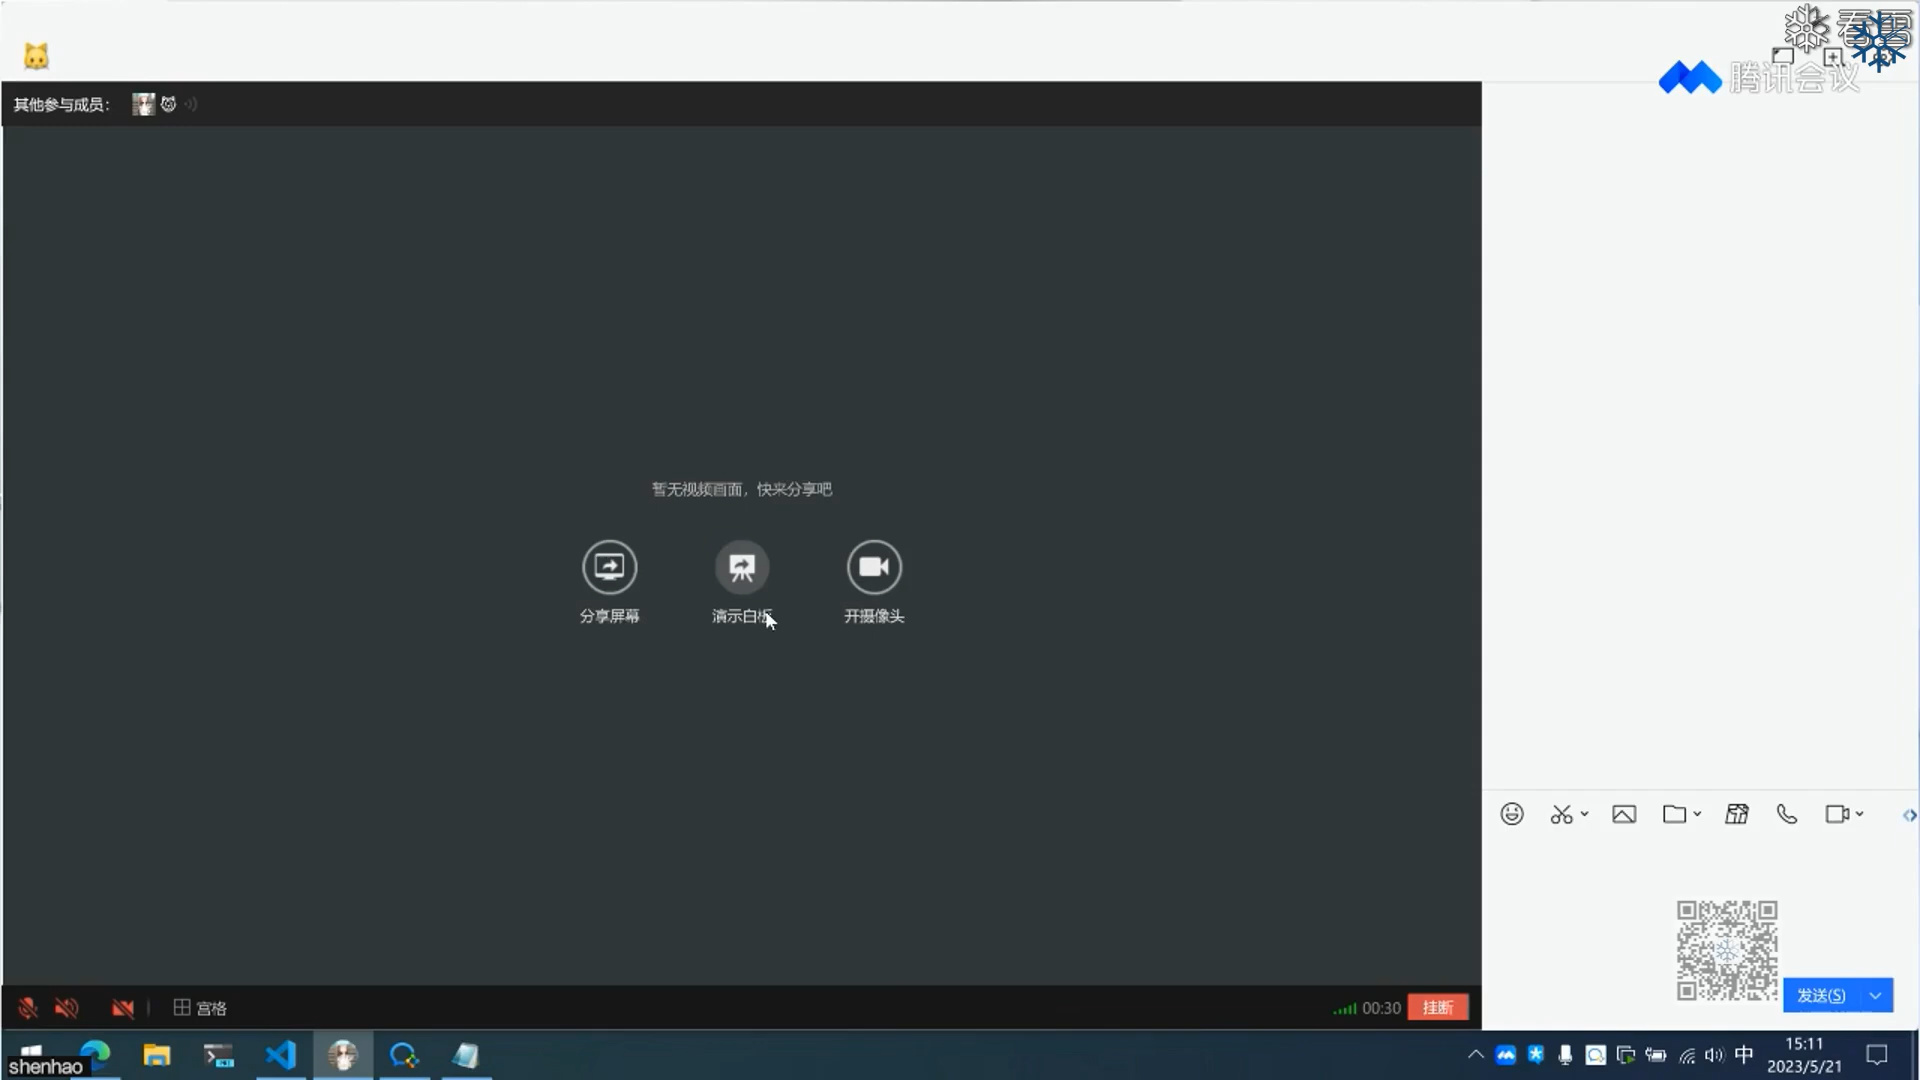 看雪
腾讯会议
其他参与成员：
暂无视频画面，快来分享吧
分享屏幕
演示白板
开摄像头
宫格
00:30
挂断
发送(S)
shenhao
中
15:11
2023/5/21